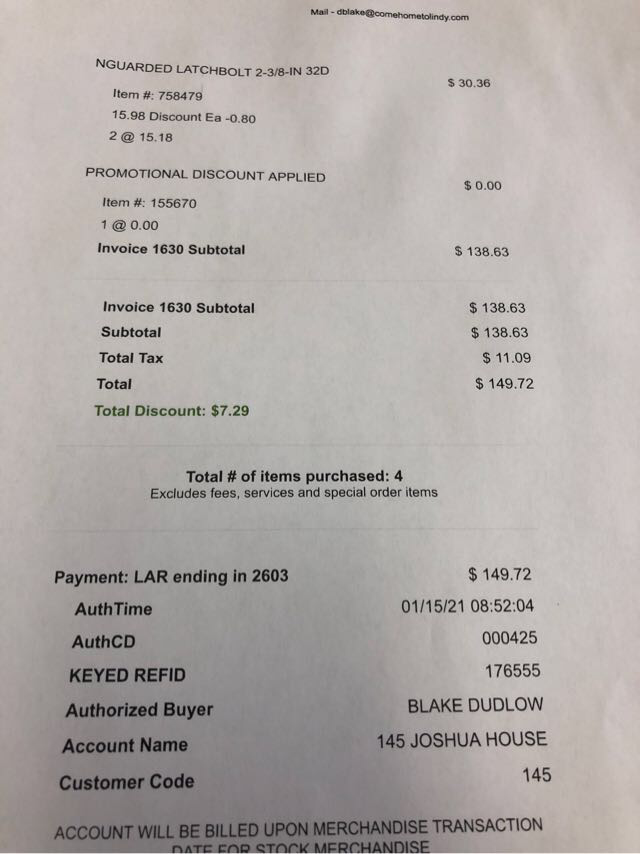 Mail - dblake@comehometolindy.com
NGUARDED LATCHBOLT 2-3/8-IN 32D $ 30.36
Item #: 758479
15.98 Discount Ea -0.80
2 @ 15.18
PROMOTIONAL DISCOUNT APPLIED $ 0.00
Item #: 155670
1 @ 0.00
Invoice 1630 Subtotal $ 138.63
Invoice 1630 Subtotal $ 138.63
Subtotal $ 138.63
Total Tax $ 11.09
Total $ 149.72
Total Discount: $7.29
Total # of items purchased: 4
Excludes fees, services and special order items
Payment: LAR ending in 2603 $ 149.72
AuthTime 01/15/21 08:52:04
AuthCD 000425
KEYED REFID 176555
Authorized Buyer BLAKE DUDLOW
Account Name 145 JOSHUA HOUSE
Customer Code 145
ACCOUNT WILL BE BILLED UPON MERCHANDISE TRANSACTION
DATE FOR STOCK MERCHANDISE